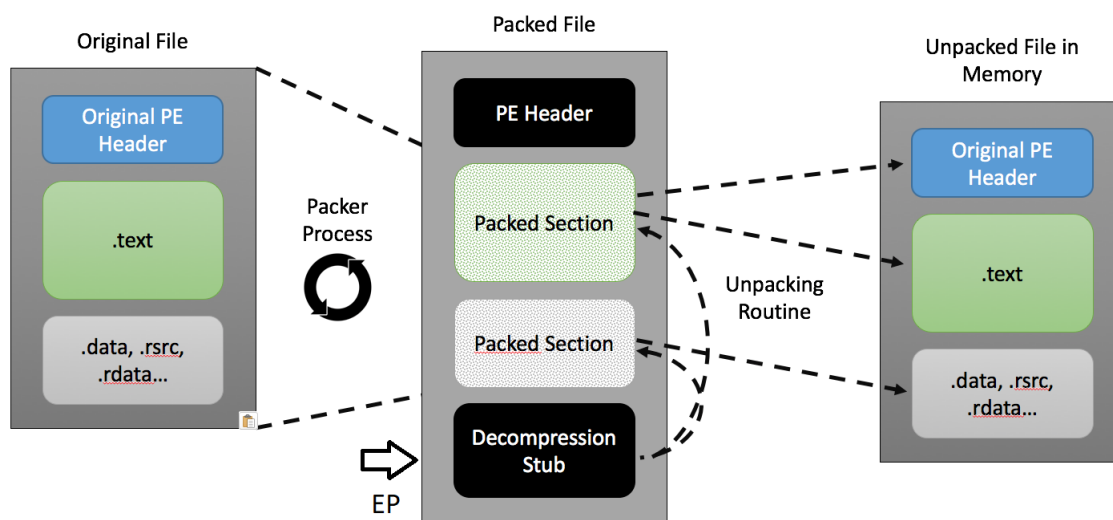 Original File
Original PE
Header
.text
.data, .rsrc,
.rdata...
Packer
Process
Packed File
PE Header
Packed Section
Packed Section
Decompression
Stub
EP
Unpacking
Routine
Unpacked File in
Memory
Original PE
Header
.text
.data, .rsrc,
.rdata...